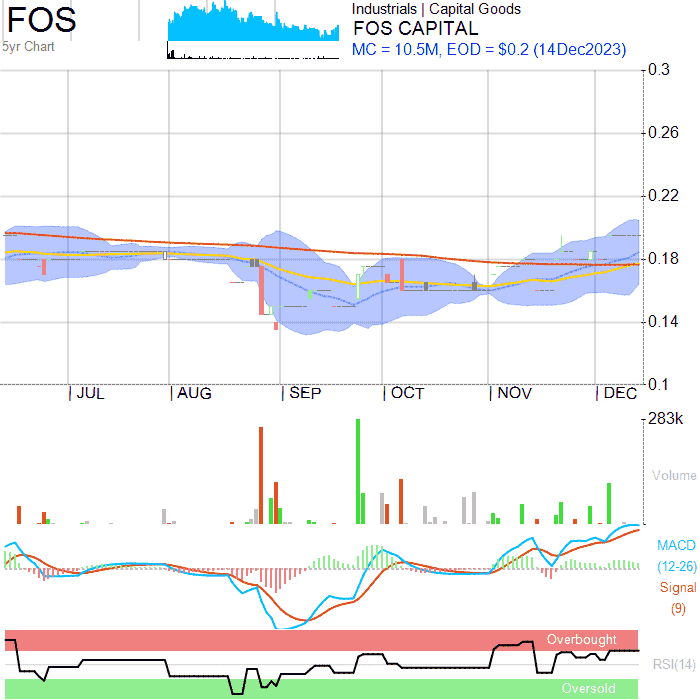 FOS
5yr Chart
Industrials | Capital Goods
FOS CAPITAL
MC = 10.5M, EOD = $0.2 (14Dec2023)
0.3
0.26
0.22
0.18
0.14
0.1
JUL AUG SEP OCT NOV DEC
283k
Volume
MACD
(12-26)
Signal
(9)
Overbought
RSI(14)
Oversold